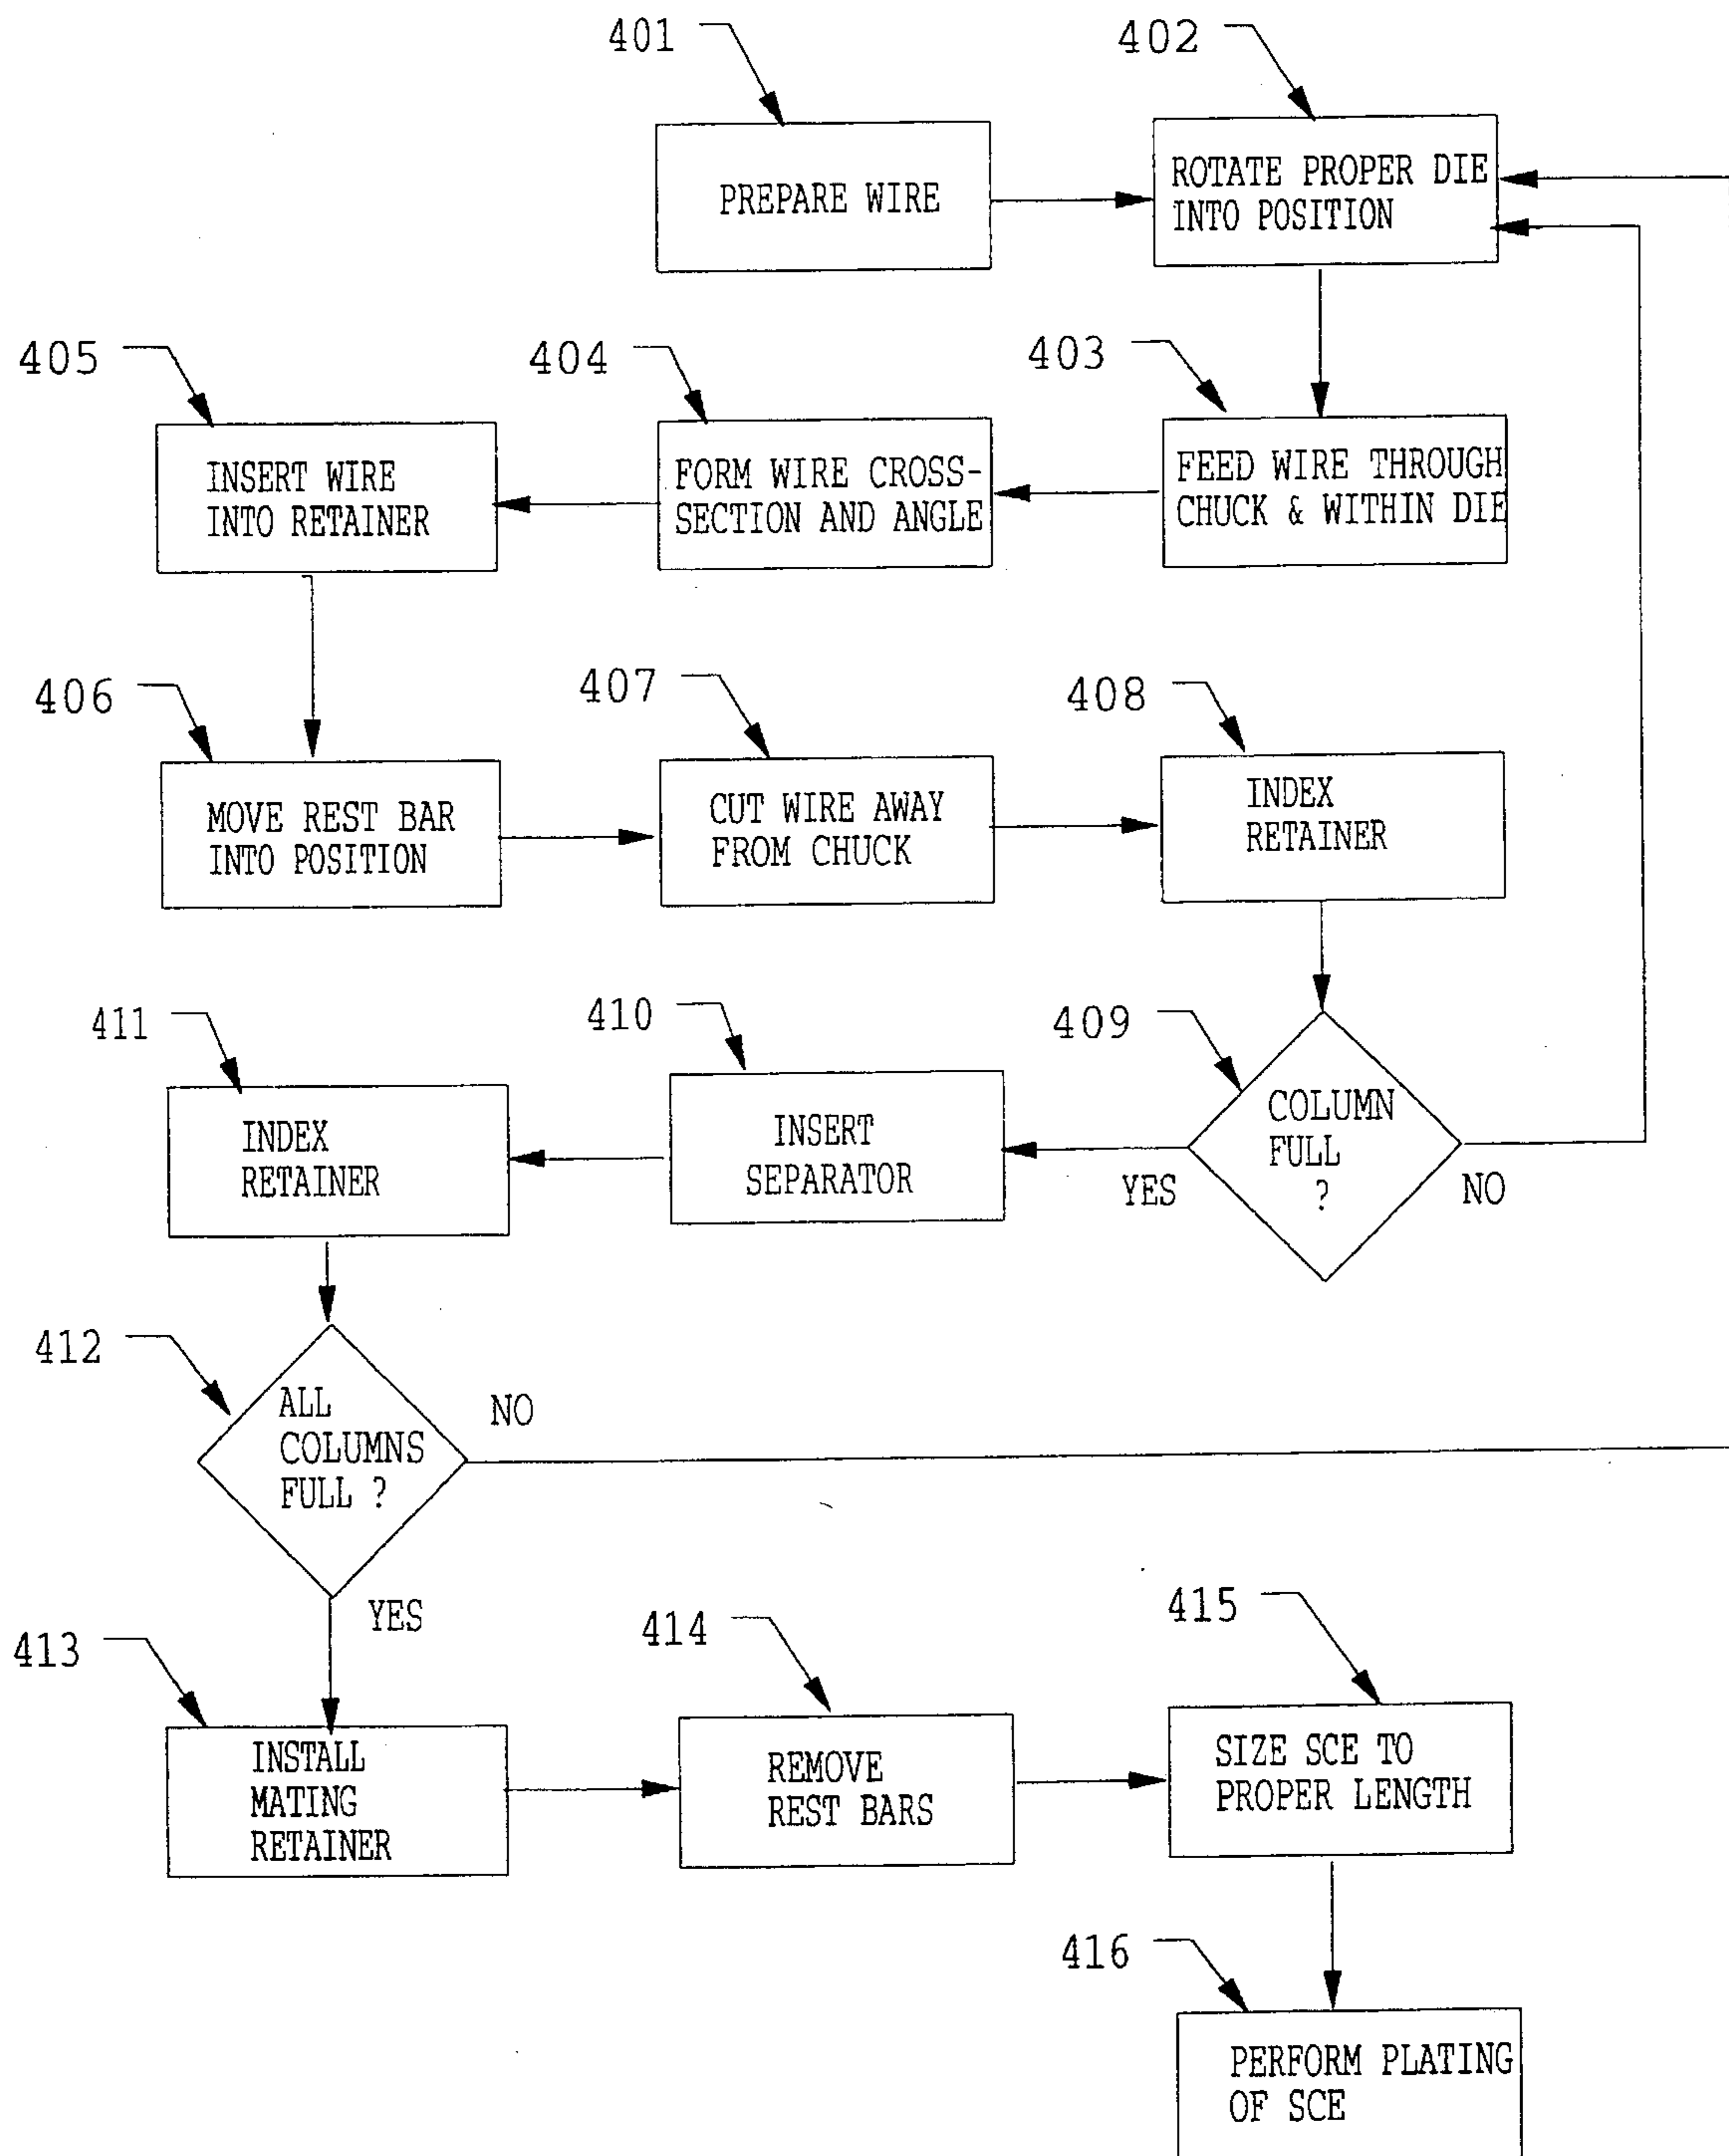 401
402
PREPARE WIRE
ROTATE PROPER DIE
INTO POSITION
405
404
403
INSERT WIRE
INTO RETAINER
FORM WIRE CROSS-
SECTION AND ANGLE
FEED WIRE THROUGH
CHUCK & WITHIN DIE
406
407
408
MOVE REST BAR
INTO POSITION
CUT WIRE AWAY
FROM CHUCK
INDEX
RETAINER
411
410
409
INDEX
RETAINER
INSERT
SEPARATOR
COLUMN
FULL
?
YES
NO
412
ALL
COLUMNS
FULL ?
NO
YES
413
414
415
INSTALL
MATING
RETAINER
REMOVE
REST BARS
SIZE SCE TO
PROPER LENGTH
416
PERFORM PLATING
OF SCE